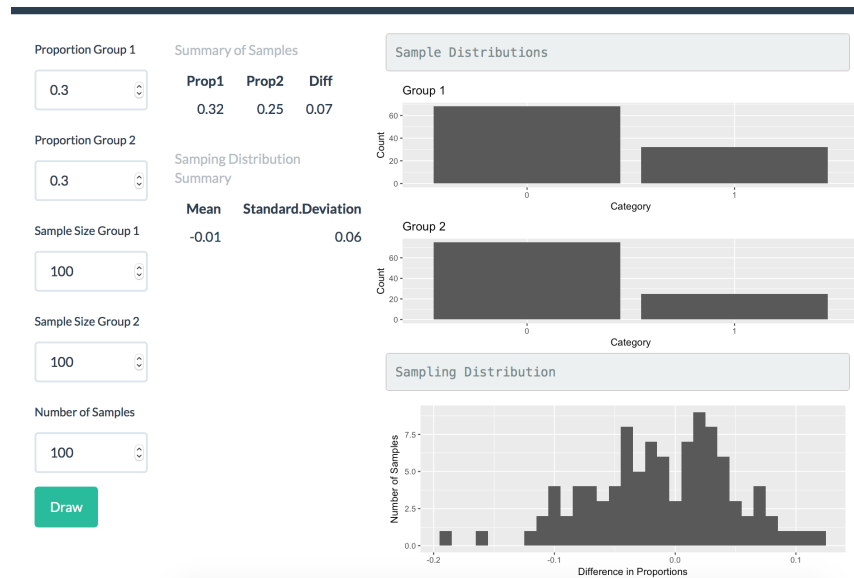 Proportion Group 1
0.3
Proportion Group 2
0.3
Sample Size Group 1
100
Sample Size Group 2
100
Number of Samples
100
Draw
Summary of Samples
Prop1 Prop2 Diff
0.32 0.25 0.07
Samping Distribution
Summary
Mean Standard.Deviation
-0.01 0.06
Sample Distributions
Group 1
Count
60
40
20
0
0 1
Category
Group 2
Count
60
40
20
0
0 1
Category
Sampling Distribution
Number of Samples
7.5
5.0
2.5
0.0
-0.2 -0.1 0.0 0.1
Difference in Proportions